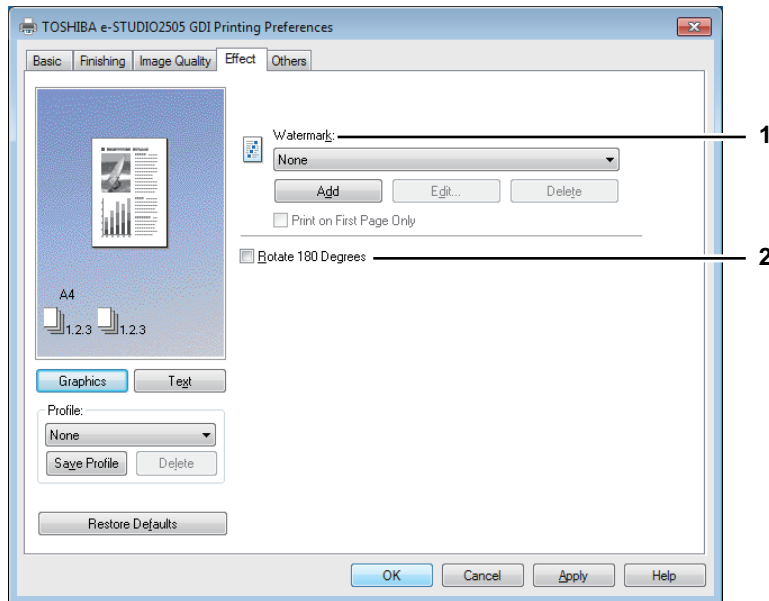 TOSHIBA e-STUDIO2505 GDI Printing Preferences
Basic Finishing Image Quality Effect Others
Watermark: 1
None
Add Edit... Delete
Print on First Page Only
Rotate 180 Degrees 2
A4
1.2.3 1.2.3
Graphics Text
Profile:
None
Save Profile Delete
Restore Defaults
OK Cancel Apply Help